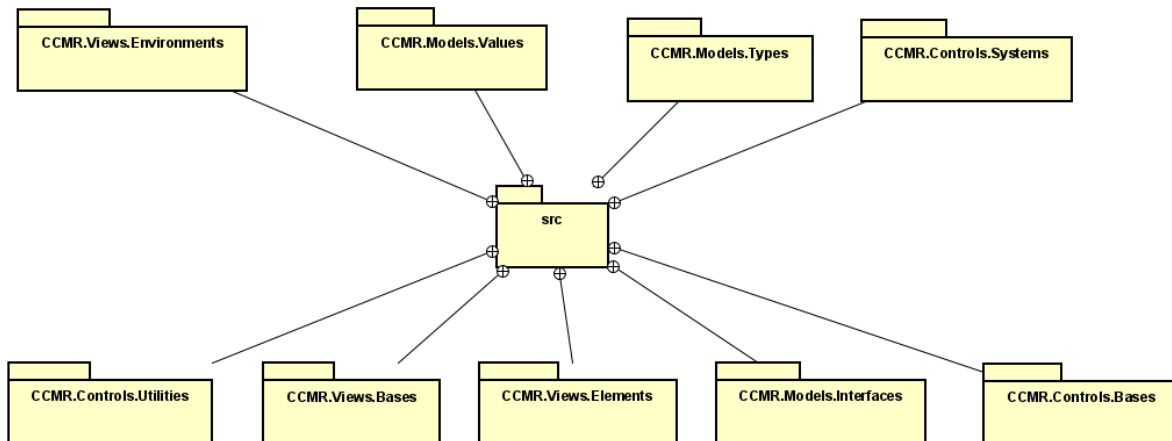 CCMR.Views.Environments
CCMR.Models.Values
CCMR.Models.Types
CCMR.Controls.Systems
src
CCMR.Controls.Utilities
CCMR.Views.Bases
CCMR.Views.Elements
CCMR.Models.Interfaces
CCMR.Controls.Bases